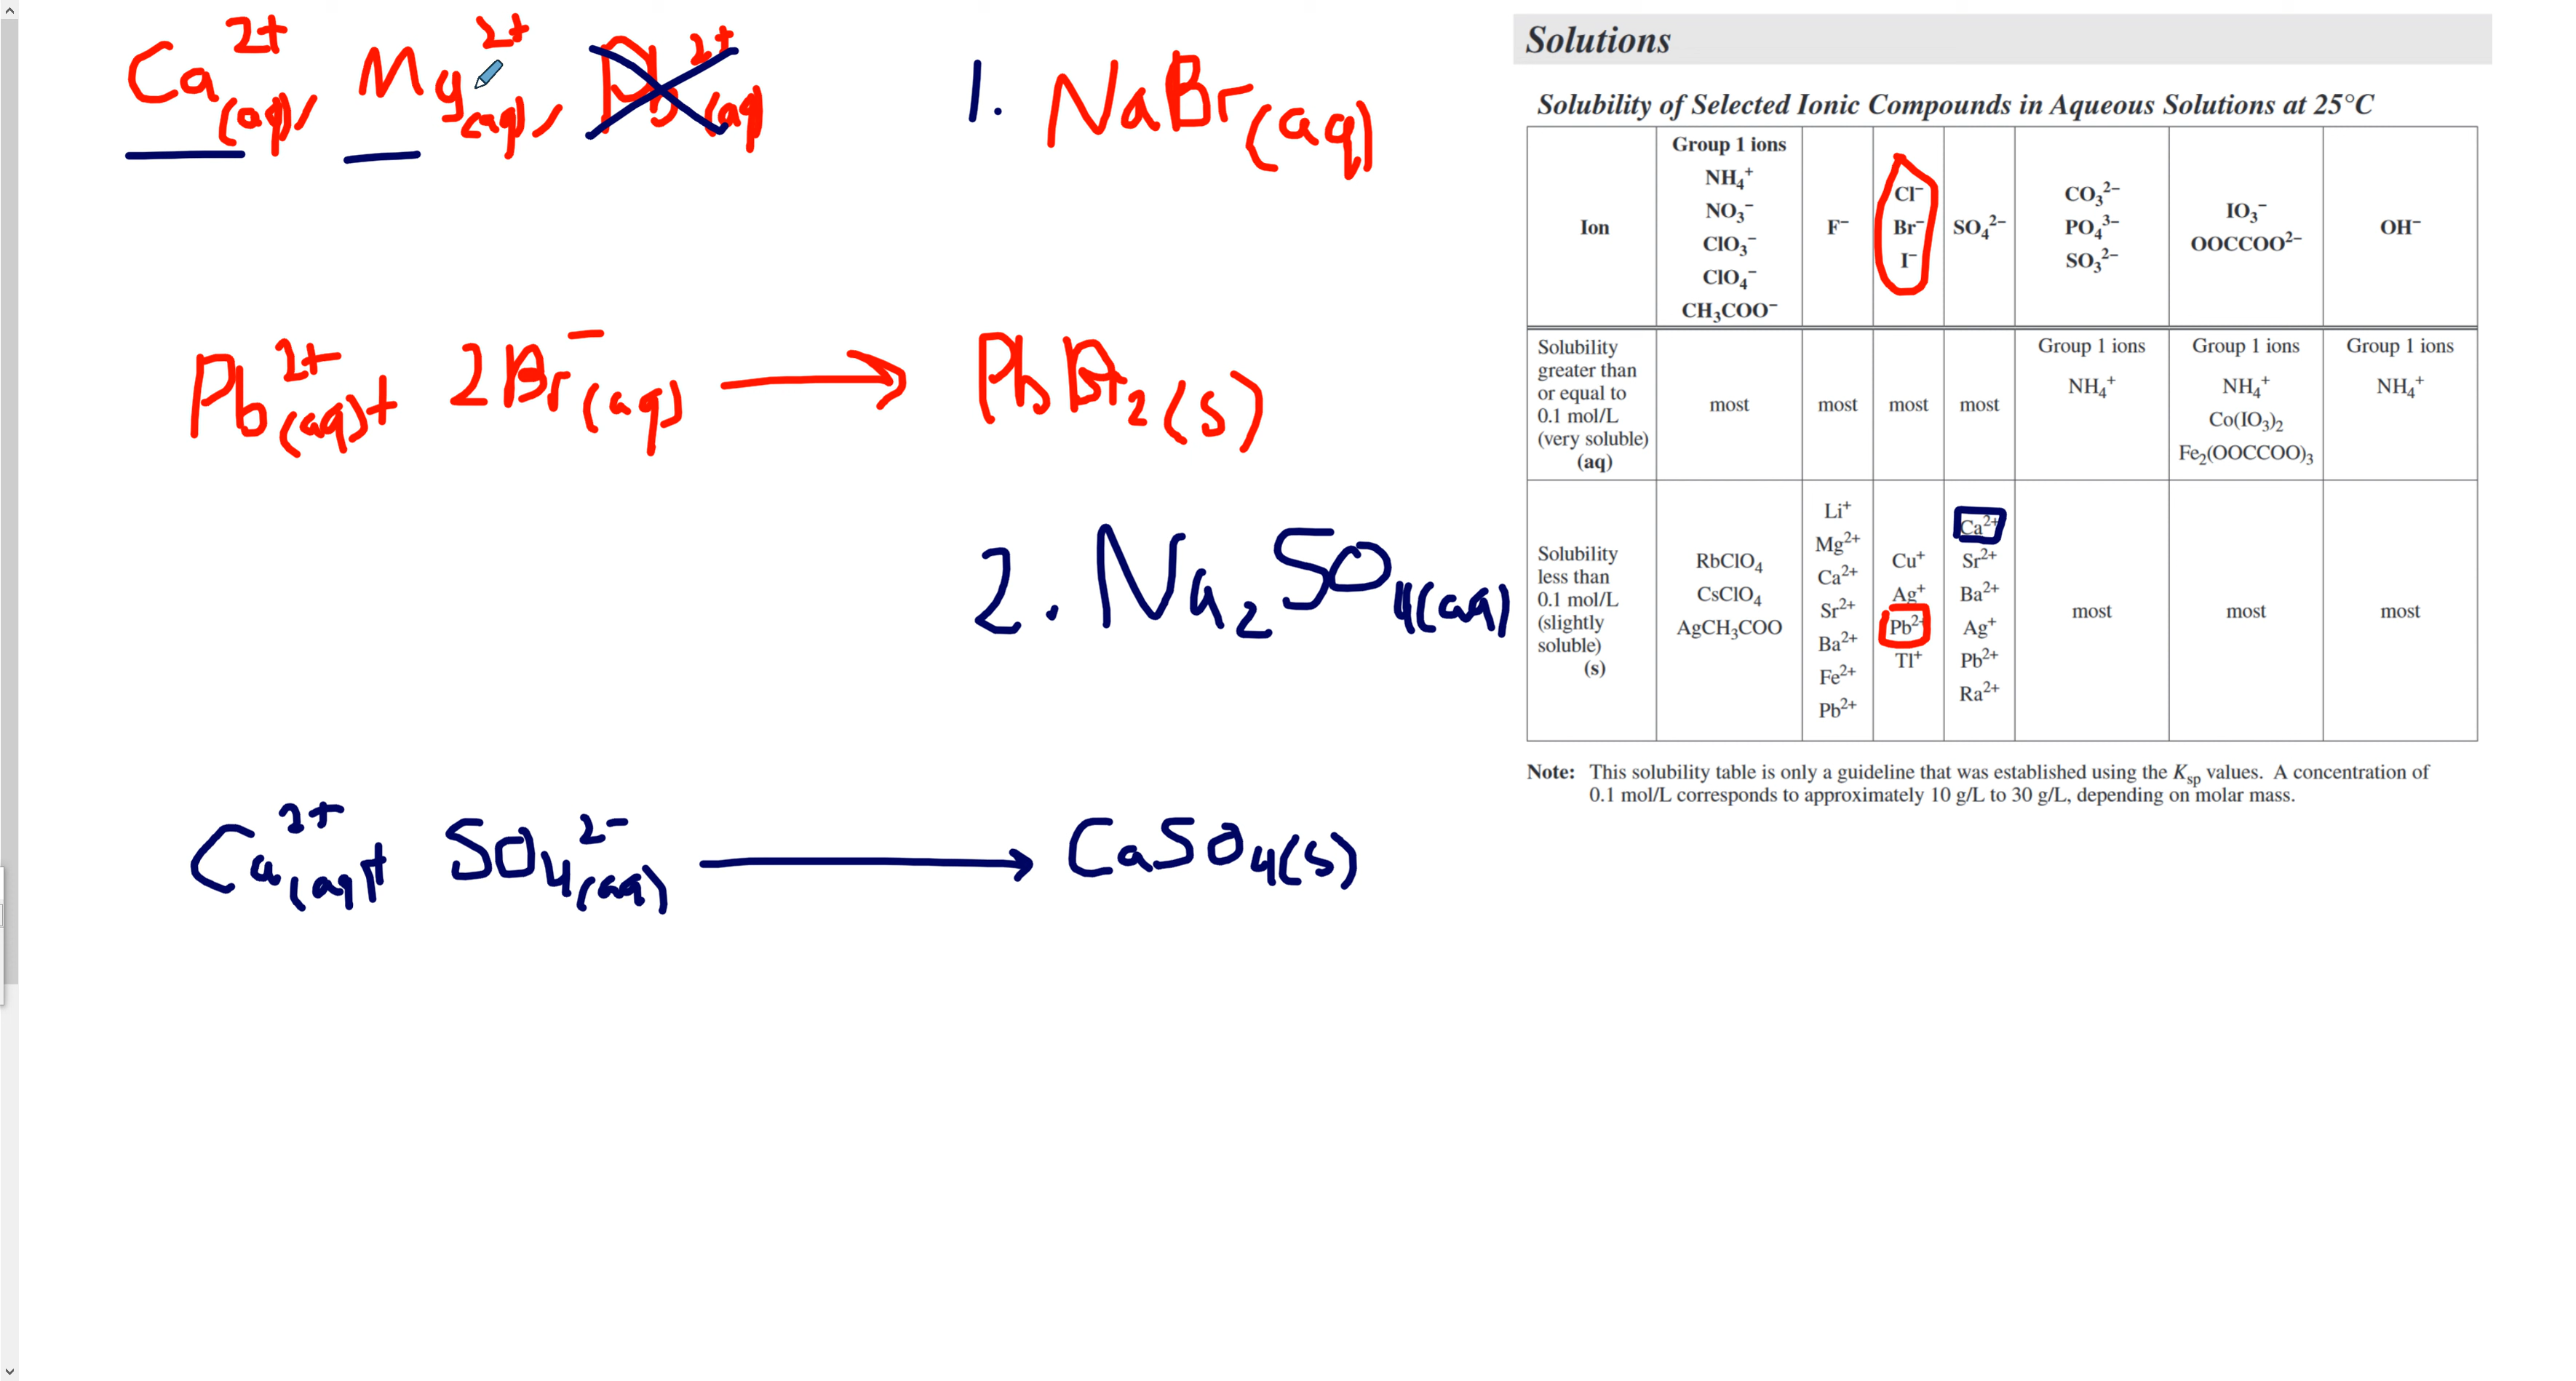 Ca²⁺(aq), Mg²⁺(aq), Pb²⁺(aq)
1. NaBr(aq)
Pb²⁺(aq) + 2Br⁻(aq) → PbBr₂(s)
2. Na₂SO₄(aq)
Ca²⁺(aq) + SO₄²⁻(aq) → CaSO₄(s)
Solutions
Solubility of Selected Ionic Compounds in Aqueous Solutions at 25°C
Ion
Group 1 ions
NH₄⁺
NO₃⁻
ClO₃⁻
ClO₄⁻
CH₃COO⁻
F⁻
Cl⁻
Br⁻
I⁻
SO₄²⁻
CO₃²⁻
PO₄³⁻
SO₃²⁻
IO₃⁻
OOCCOO²⁻
OH⁻
Solubility
greater than
or equal to
0.1 mol/L
(very soluble)
(aq)
most
most
most
most
Group 1 ions
NH₄⁺
Group 1 ions
NH₄⁺
Co(IO₃)₂
Fe₂(OOCCOO)₃
Group 1 ions
NH₄⁺
Solubility
less than
0.1 mol/L
(slightly
soluble)
(s)
RbClO₄
CsClO₄
AgCH₃COO
Li⁺
Mg²⁺
Ca²⁺
Sr²⁺
Ba²⁺
Fe²⁺
Pb²⁺
Cu⁺
Ag⁺
Pb²⁺
Tl⁺
Ca²⁺
Sr²⁺
Ba²⁺
Ag⁺
Pb²⁺
Ra²⁺
most
most
most
Note: This solubility table is only a guideline that was established using the Ksp values. A concentration of
0.1 mol/L corresponds to approximately 10 g/L to 30 g/L, depending on molar mass.